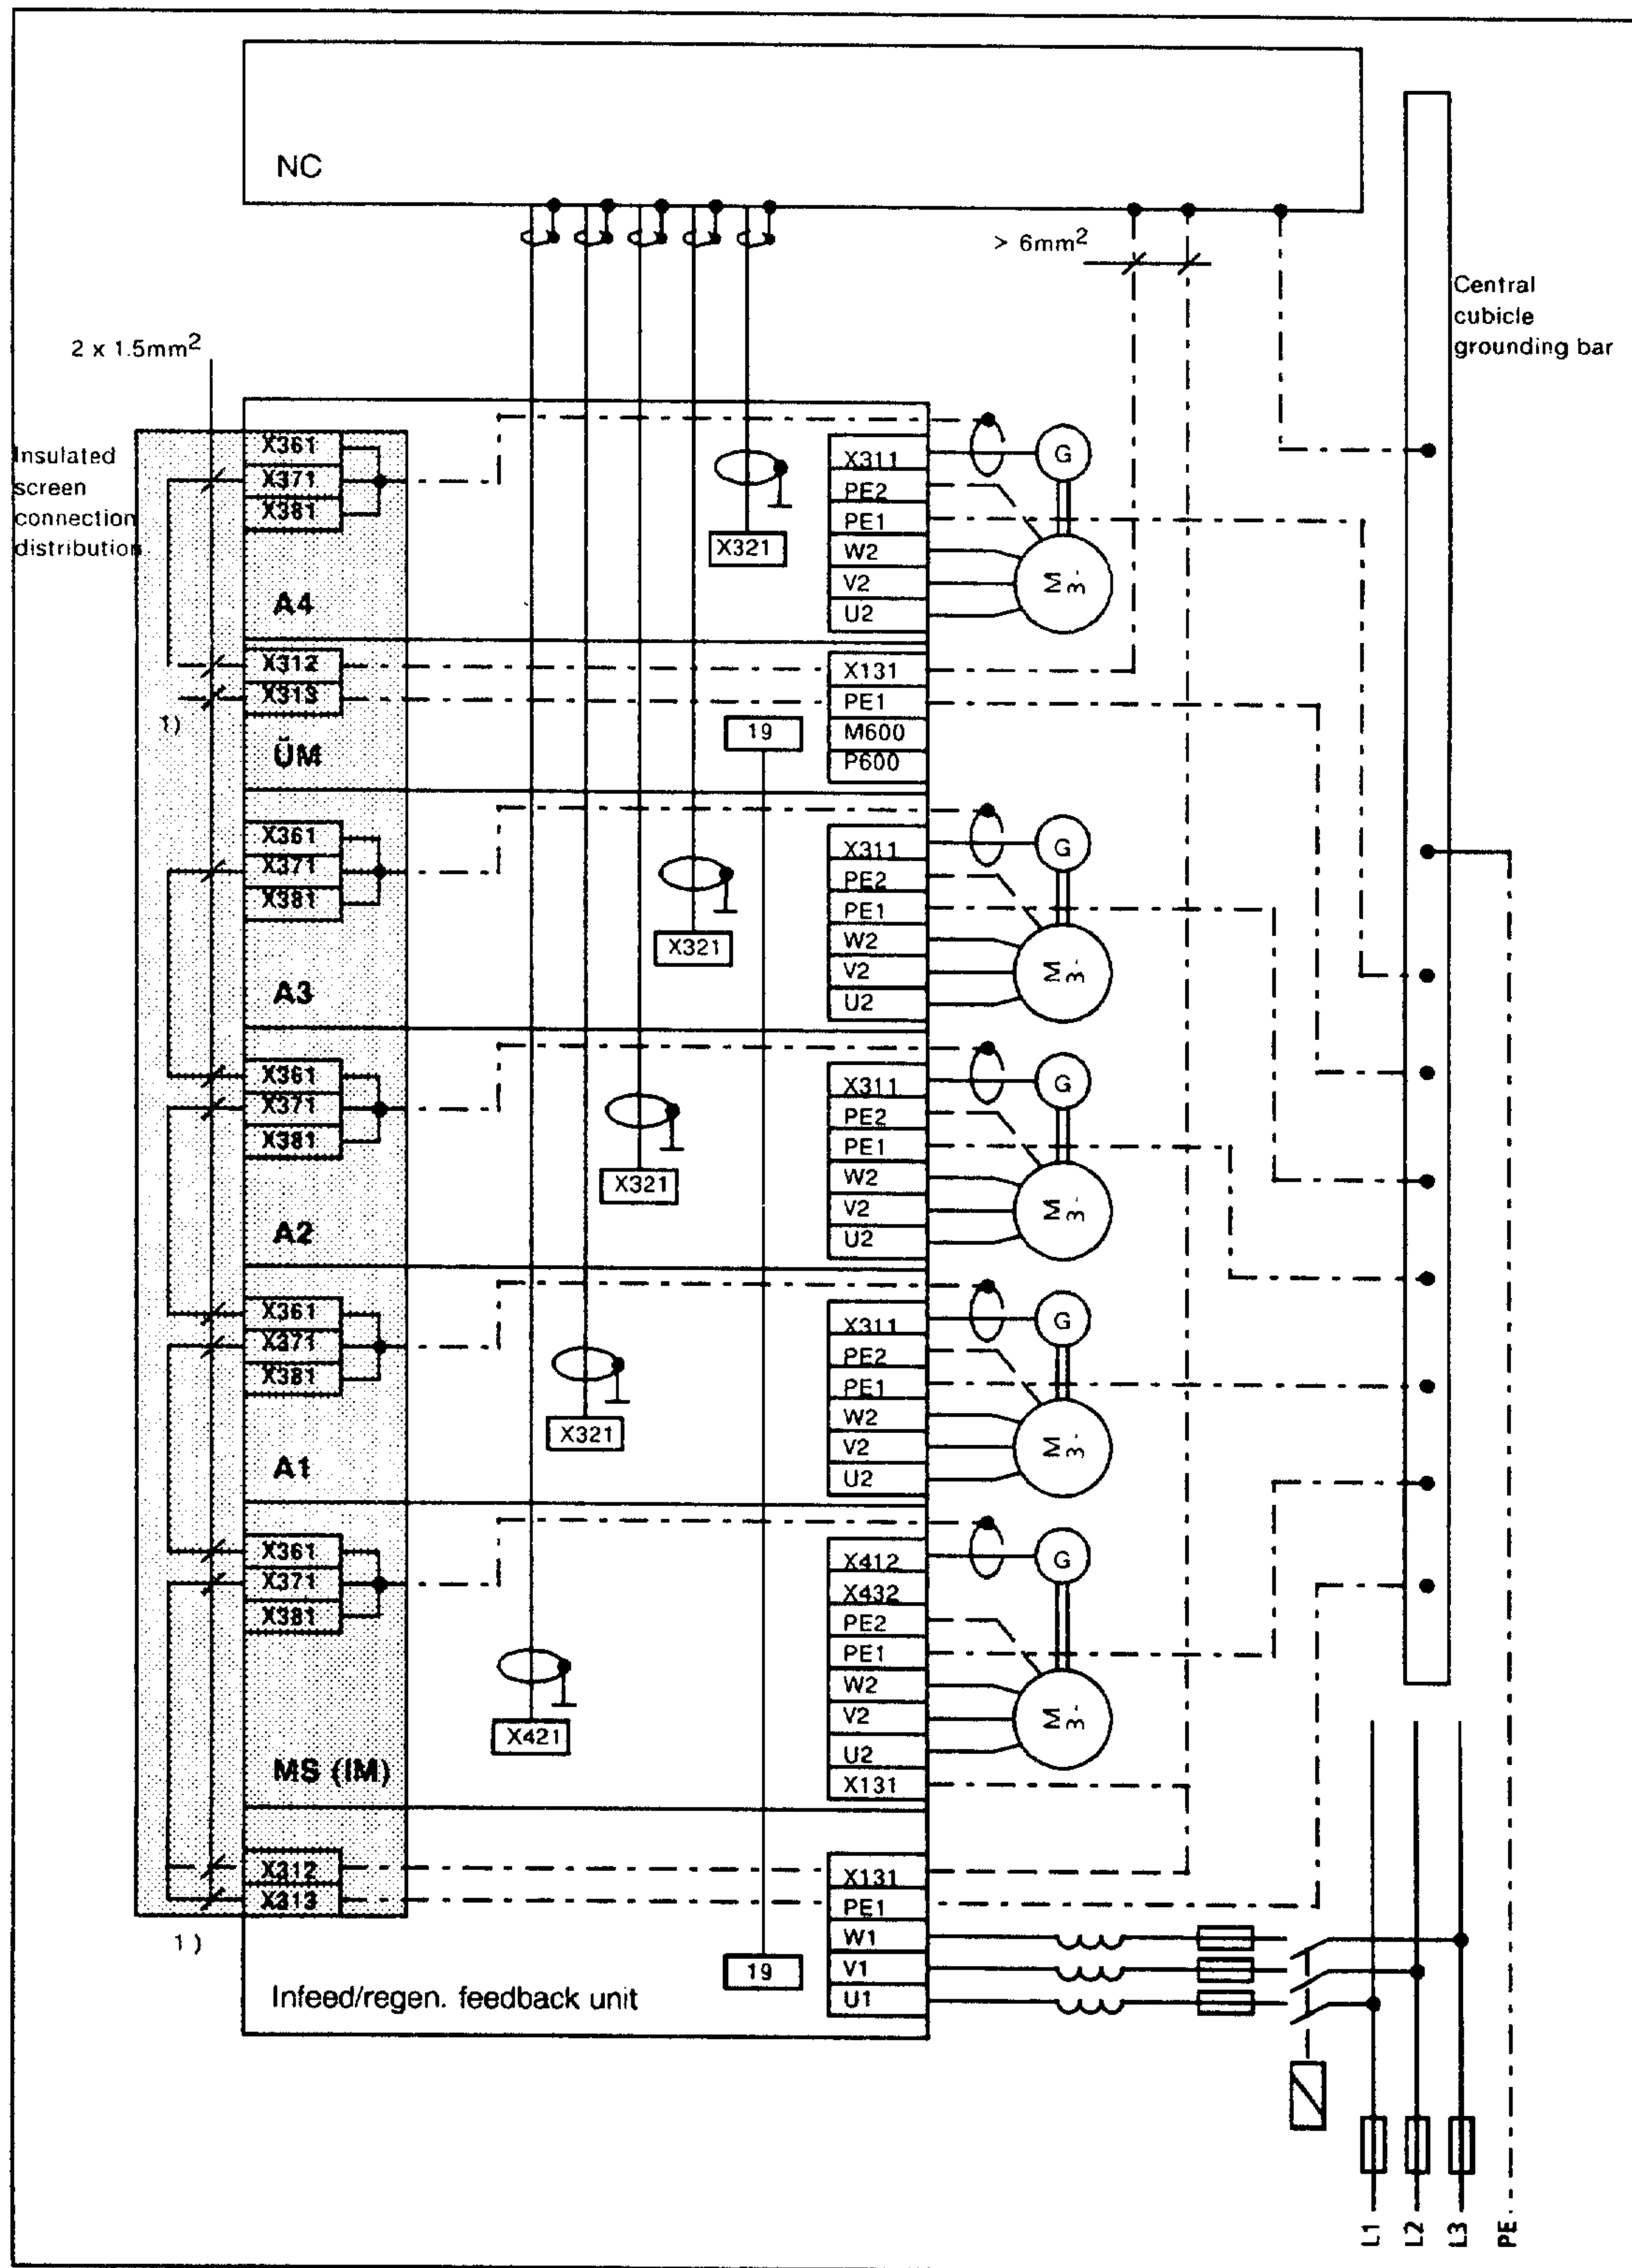 NC
> 6mm²
Central
cubicle
grounding bar
2 x 1.5mm²
Insulated
screen
connection
distribution
X361
X371
X381
A4
X321
X311
PE2
PE1
W2
V2
U2
G
M
3~
X312
X313
1)
ÜM
19
X131
PE1
M600
P600
X361
X371
X381
A3
X321
X311
PE2
PE1
W2
V2
U2
G
M
3~
X361
X371
X381
A2
X321
X311
PE2
PE1
W2
V2
U2
G
M
3~
X361
X371
X381
A1
X321
X311
PE2
PE1
W2
V2
U2
G
M
3~
X361
X371
X381
MS (IM)
X421
X412
X432
PE2
PE1
W2
V2
U2
X131
G
M
3~
X312
X313
1)
Infeed/regen. feedback unit
19
X131
PE1
W1
V1
U1
L1
L2
L3
PE